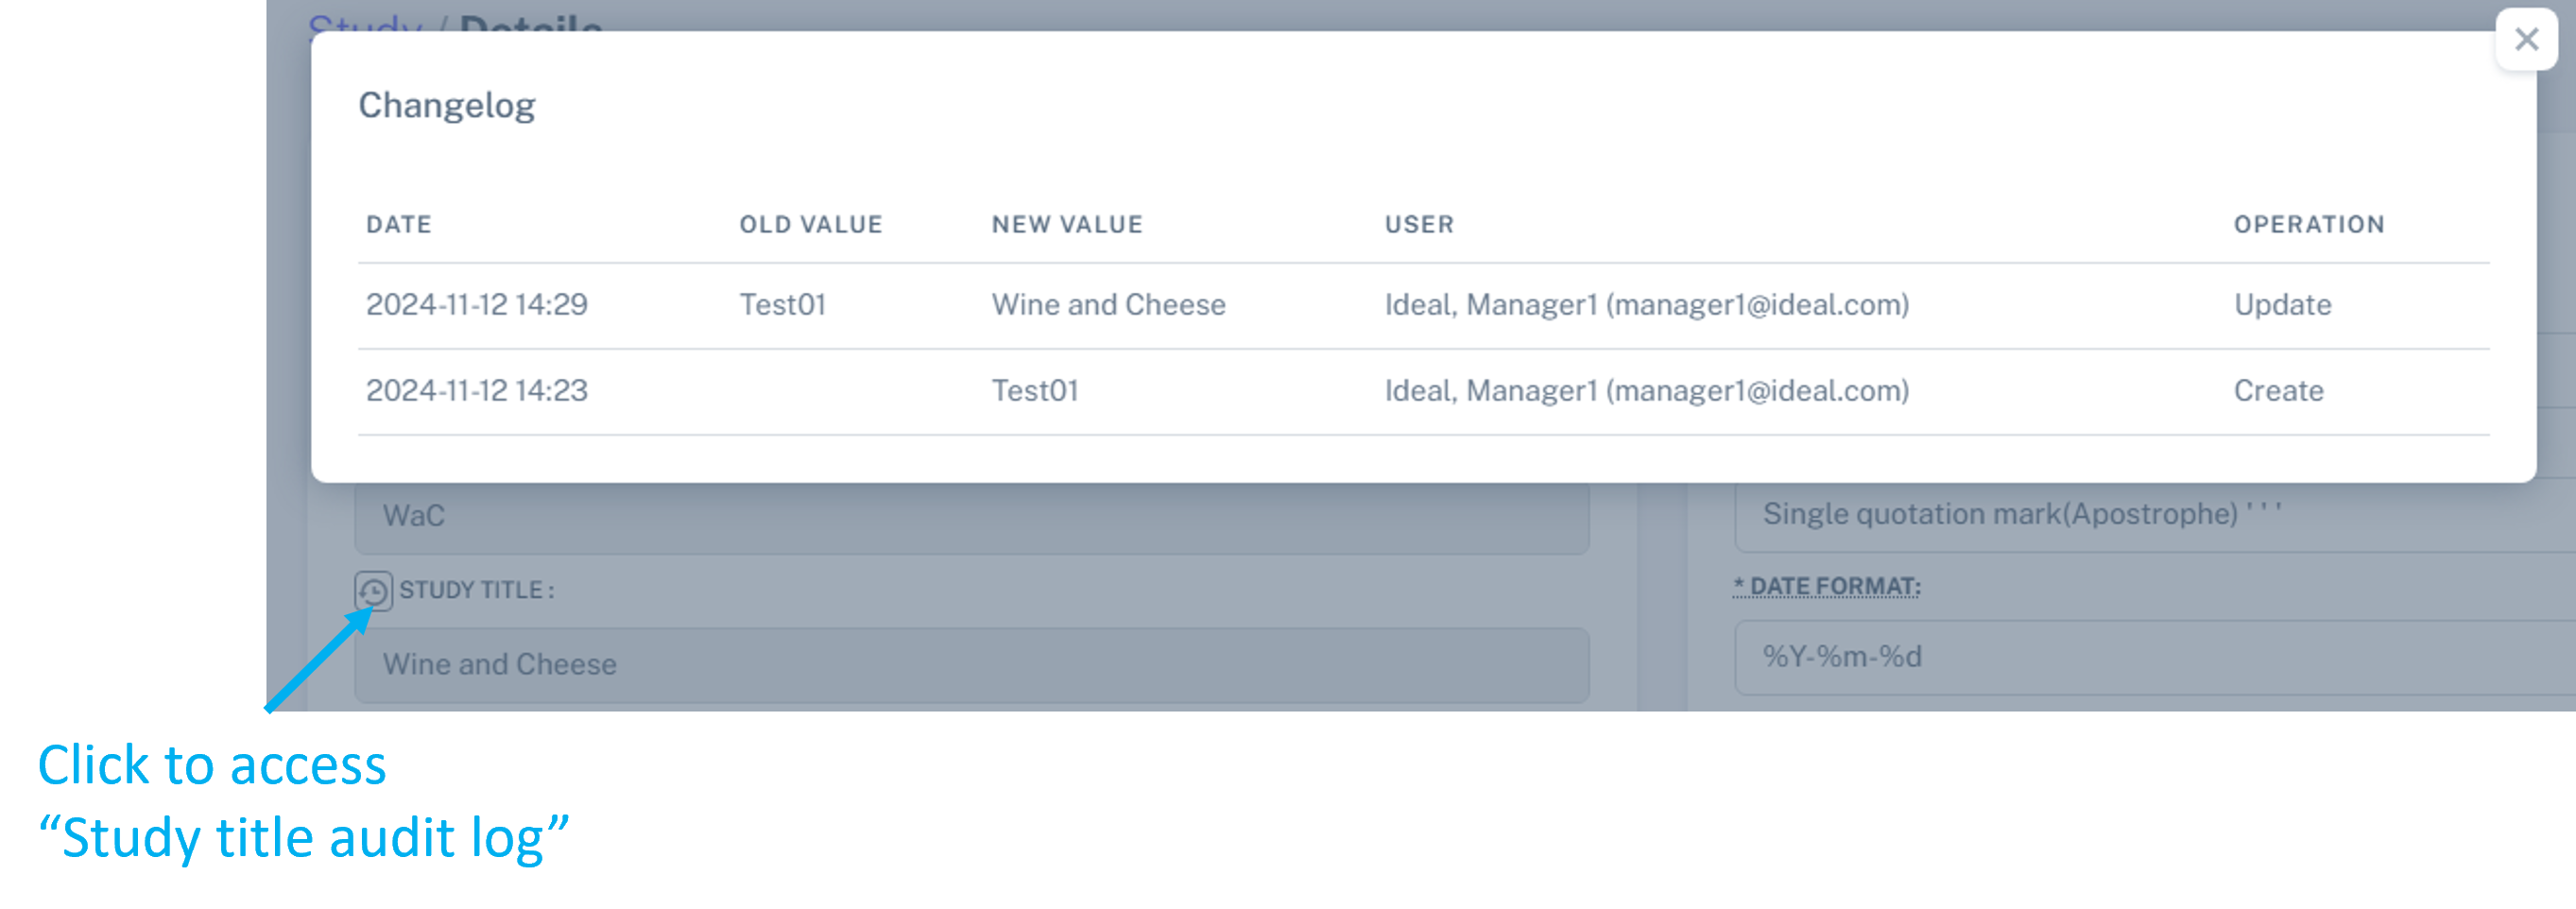 Study / Details
Changelog
DATE OLD VALUE NEW VALUE USER OPERATION
2024-11-12 14:29 Test01 Wine and Cheese Ideal, Manager1 (manager1@ideal.com) Update
2024-11-12 14:23 Test01 Ideal, Manager1 (manager1@ideal.com) Create
WaC
Single quotation mark(Apostrophe) ' ' '
STUDY TITLE :
* DATE FORMAT:
Wine and Cheese
%Y-%m-%d
Click to access
“Study title audit log”